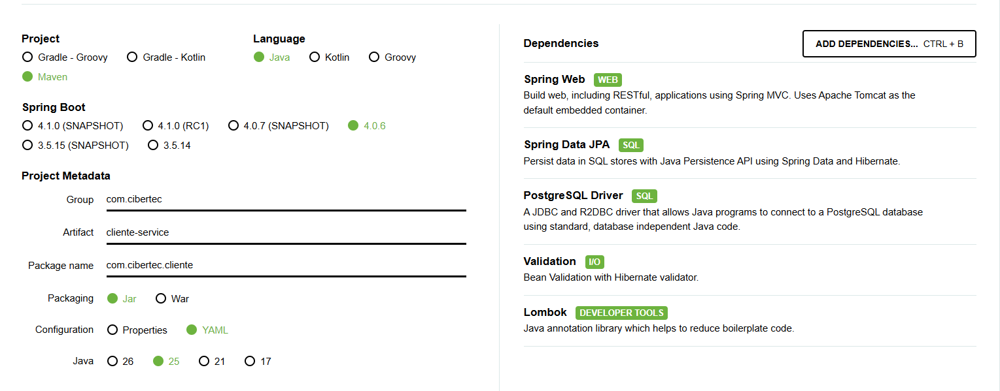 Project
Gradle - Groovy Gradle - Kotlin
Maven
Language
Java Kotlin Groovy
Spring Boot
4.1.0 (SNAPSHOT) 4.1.0 (RC1) 4.0.7 (SNAPSHOT) 4.0.6
3.5.15 (SNAPSHOT) 3.5.14
Project Metadata
Group com.cibertec
Artifact cliente-service
Package name com.cibertec.cliente
Packaging Jar War
Configuration Properties YAML
Java 26 25 21 17
Dependencies ADD DEPENDENCIES... CTRL + B
Spring Web WEB
Build web, including RESTful, applications using Spring MVC. Uses Apache Tomcat as the
default embedded container.
Spring Data JPA SQL
Persist data in SQL stores with Java Persistence API using Spring Data and Hibernate.
PostgreSQL Driver SQL
A JDBC and R2DBC driver that allows Java programs to connect to a PostgreSQL database
using standard, database independent Java code.
Validation I/O
Bean Validation with Hibernate validator.
Lombok DEVELOPER TOOLS
Java annotation library which helps to reduce boilerplate code.